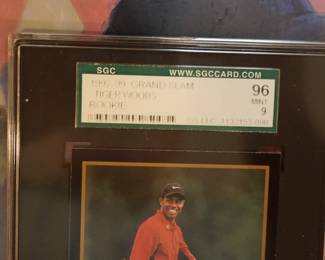 SGC WWW.SGCCARD.COM
GRAND SLAM 96
TIGER WOODS MINT
ROOKIE 9